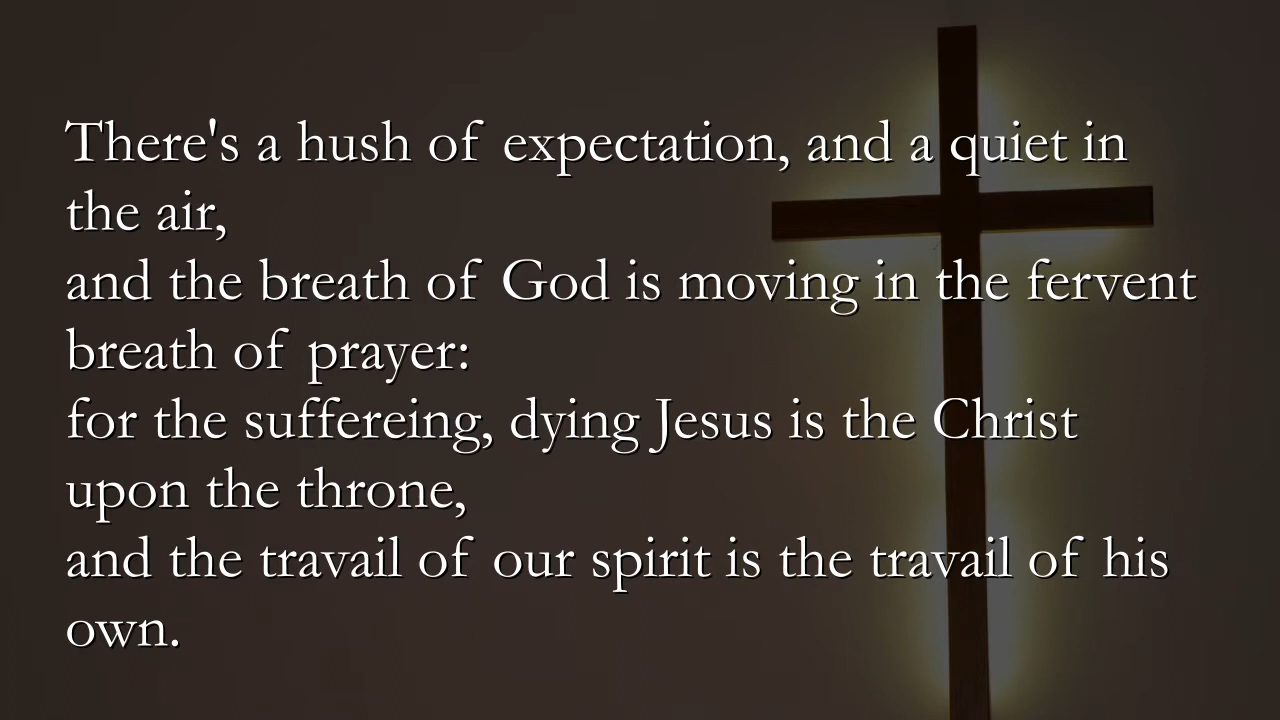 There's a hush of expectation, and a quiet in
the air,
and the breath of God is moving in the fervent
breath of prayer:
for the suffereing, dying Jesus is the Christ
upon the throne,
and the travail of our spirit is the travail of his
own.